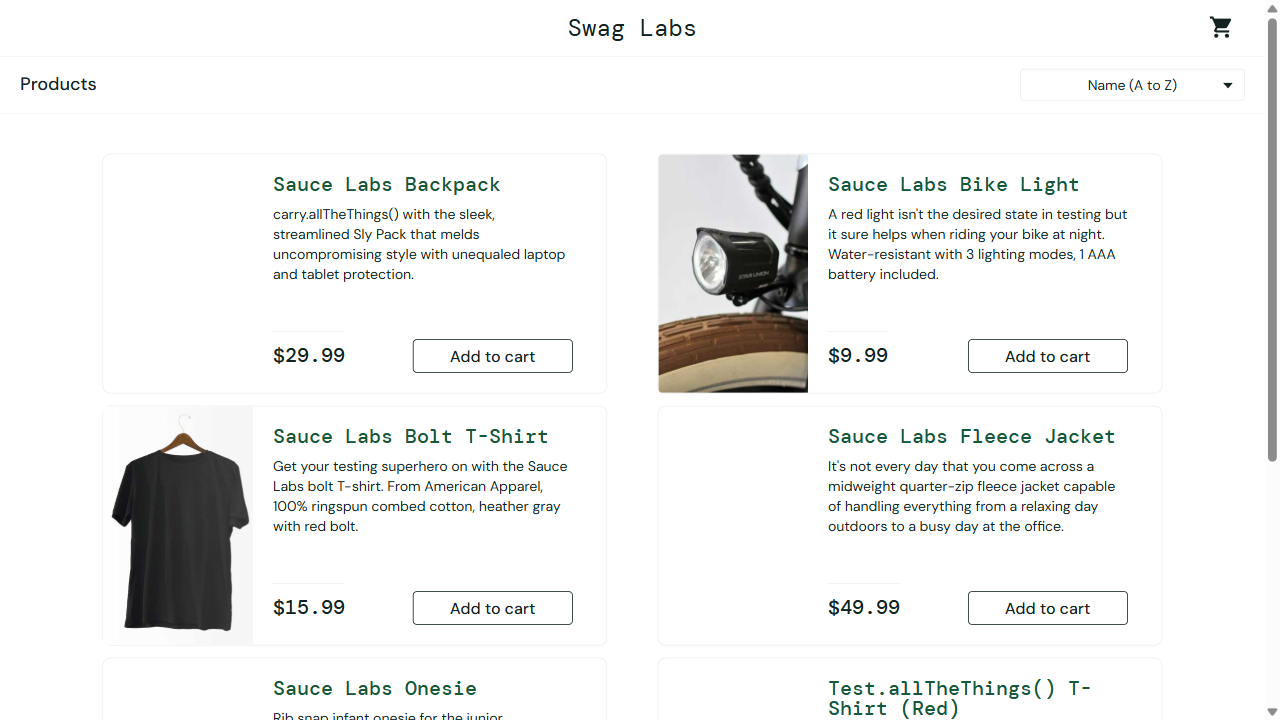 Swag Labs
Products
Name (A to Z)
Sauce Labs Backpack
carry.allTheThings() with the sleek,
streamlined Sly Pack that melds
uncompromising style with unequaled laptop
and tablet protection.
$29.99
Add to cart
Sauce Labs Bike Light
A red light isn't the desired state in testing but
it sure helps when riding your bike at night.
Water-resistant with 3 lighting modes, 1 AAA
battery included.
$9.99
Add to cart
Sauce Labs Bolt T-Shirt
Get your testing superhero on with the Sauce
Labs bolt T-shirt. From American Apparel,
100% ringspun combed cotton, heather gray
with red bolt.
$15.99
Add to cart
Sauce Labs Fleece Jacket
It's not every day that you come across a
midweight quarter-zip fleece jacket capable
of handling everything from a relaxing day
outdoors to a busy day at the office.
$49.99
Add to cart
Sauce Labs Onesie
Rib snap infant onesie for the junior
Test.allTheThings() T-
Shirt (Red)